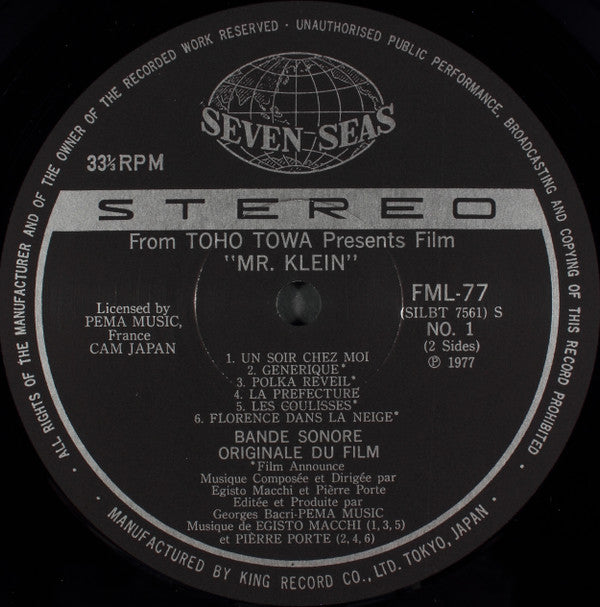 · ALL RIGHTS OF THE MANUFACTURER AND OF THE OWNER OF THE RECORDED WORK RESERVED · UNAUTHORISED PUBLIC PERFORMANCE, BROADCASTING AND COPYING OF THIS RECORD PROHIBITED ·
SEVEN SEAS
33⅓ RPM
STEREO
From TOHO TOWA Presents Film
"MR. KLEIN"
Licensed by
PEMA MUSIC,
France
CAM JAPAN
FML-77
(SILBT 7561) S
NO. 1
(2 Sides)
℗ 1977
1. UN SOIR CHEZ MOI
2. GENERIQUE*
3. POLKA REVEIL*
4. LA PREFECTURE
5. LES COULISSES*
6. FLORENCE DANS LA NEIGE*
BANDE SONORE
ORIGINALE DU FILM
*Film Announce
Musique Composée et Dirigée par
Egisto Macchi et Pièrre Porte
Editée et Produite par
Georges Bacri-PEMA MUSIC
Musique de EGISTO MACCHI (1, 3, 5)
et PIÈRRE PORTE (2, 4, 6)
· MANUFACTURED BY KING RECORD CO., LTD. TOKYO, JAPAN ·